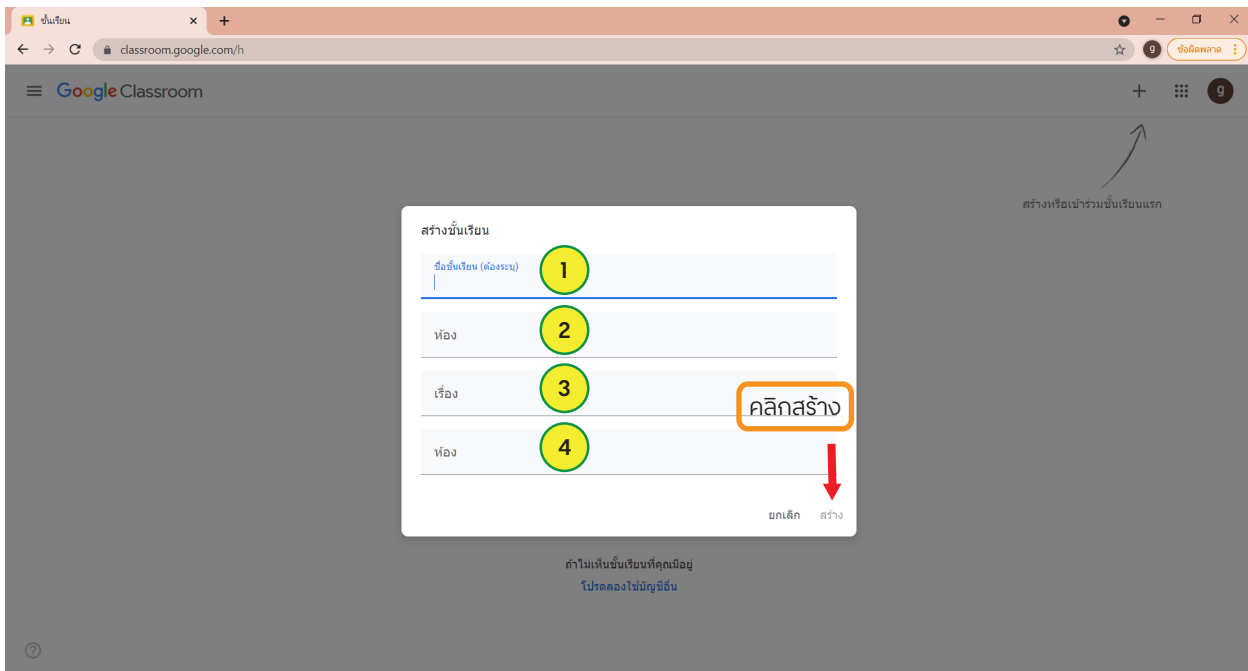 ชั้นเรียน
classroom.google.com/h
g
ข้อผิดพลาด
Google Classroom
g
สร้างหรือเข้าร่วมชั้นเรียนแรก
สร้างชั้นเรียน
ชื่อชั้นเรียน (ต้องระบุ)
1
ห้อง
2
เรื่อง
3
คลิกสร้าง
ห้อง
4
ยกเลิก
สร้าง
ถ้าไม่เห็นชั้นเรียนที่คุณมีอยู่
โปรดลองใช้บัญชีอื่น